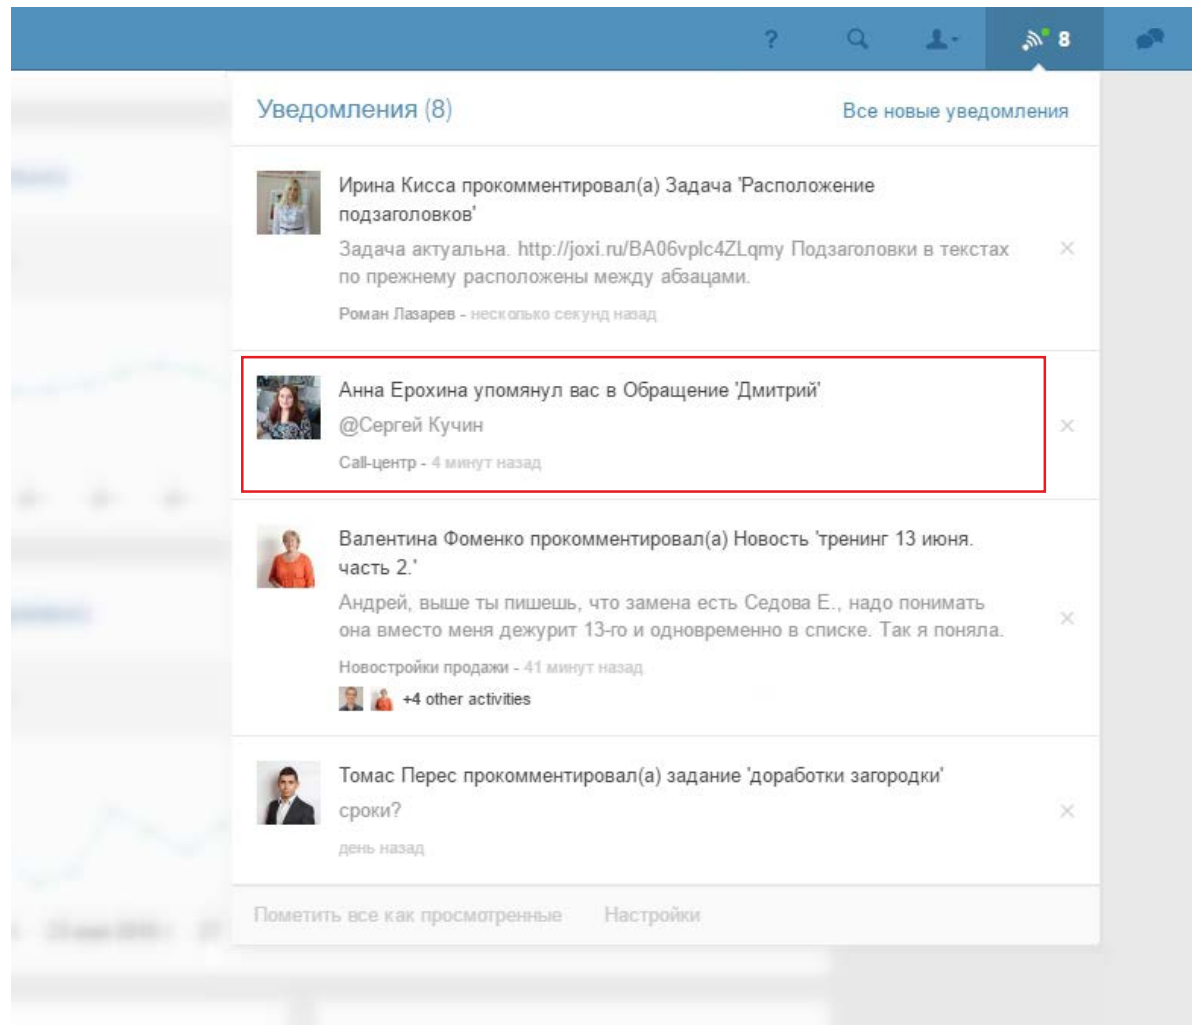 ? 8
Уведомления (8) Все новые уведомления
Ирина Кисса прокомментировал(а) Задача 'Расположение
подзаголовков'
Задача актуальна. http://joxi.ru/BA06vplc4ZLqmy Подзаголовки в текстах
по прежнему расположены между абзацами.
Роман Лазарев - несколько секунд назад
Анна Ерохина упомянул вас в Обращение 'Дмитрий'
@Сергей Кучин
Call-центр - 4 минут назад
Валентина Фоменко прокомментировал(а) Новость 'тренинг 13 июня.
часть 2.'
Андрей, выше ты пишешь, что замена есть Седова Е., надо понимать
она вместо меня дежурит 13-го и одновременно в списке. Так я поняла.
Новостройки продажи - 41 минут назад
+4 other activities
Томас Перес прокомментировал(а) задание 'доработки загородки'
сроки?
день назад
Пометить все как просмотренные Настройки